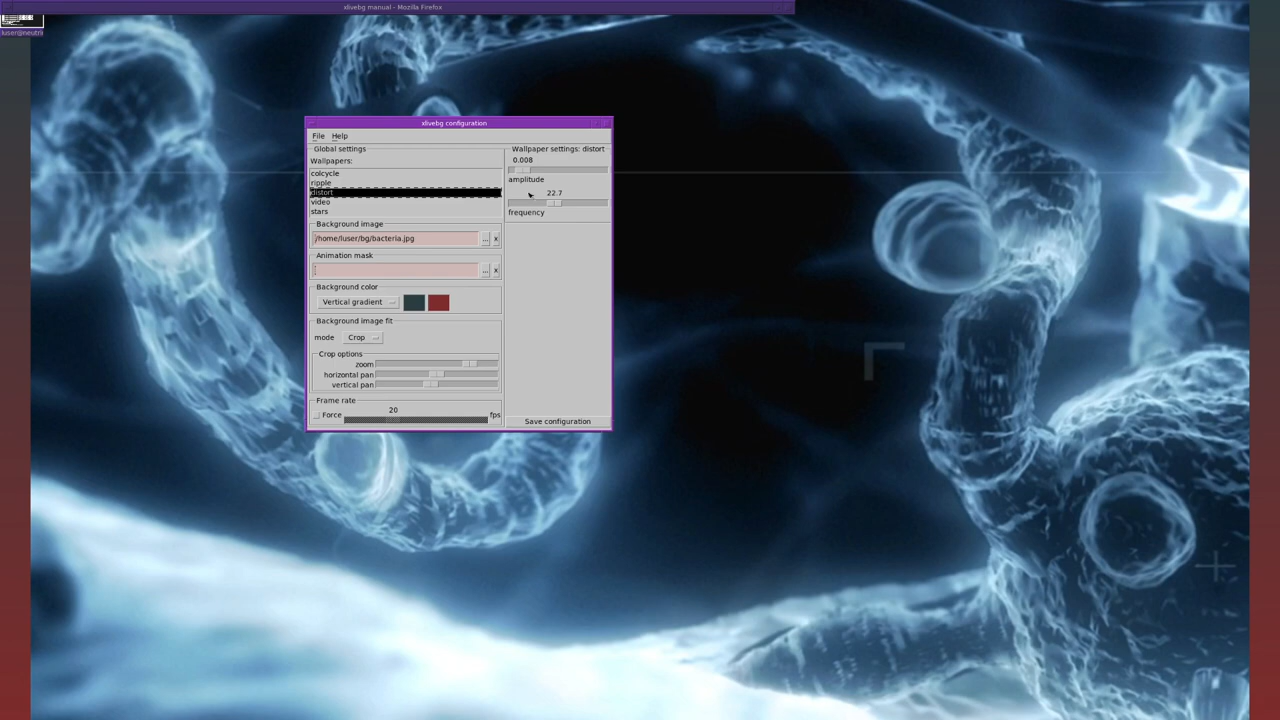 xlivebg manual - Mozilla Firefox
xlivebg configuration
File Help
Global settings
Wallpapers:
colcycle
ripple
distort
video
stars
Background image
/home/luser/bg/bacteria.jpg
... x
Animation mask
... x
Background color
Vertical gradient
Background image fit
mode Crop
Crop options
zoom
horizontal pan
vertical pan
Frame rate
20
Force fps
Wallpaper settings: distort
0.008
amplitude
22.7
frequency
Save configuration